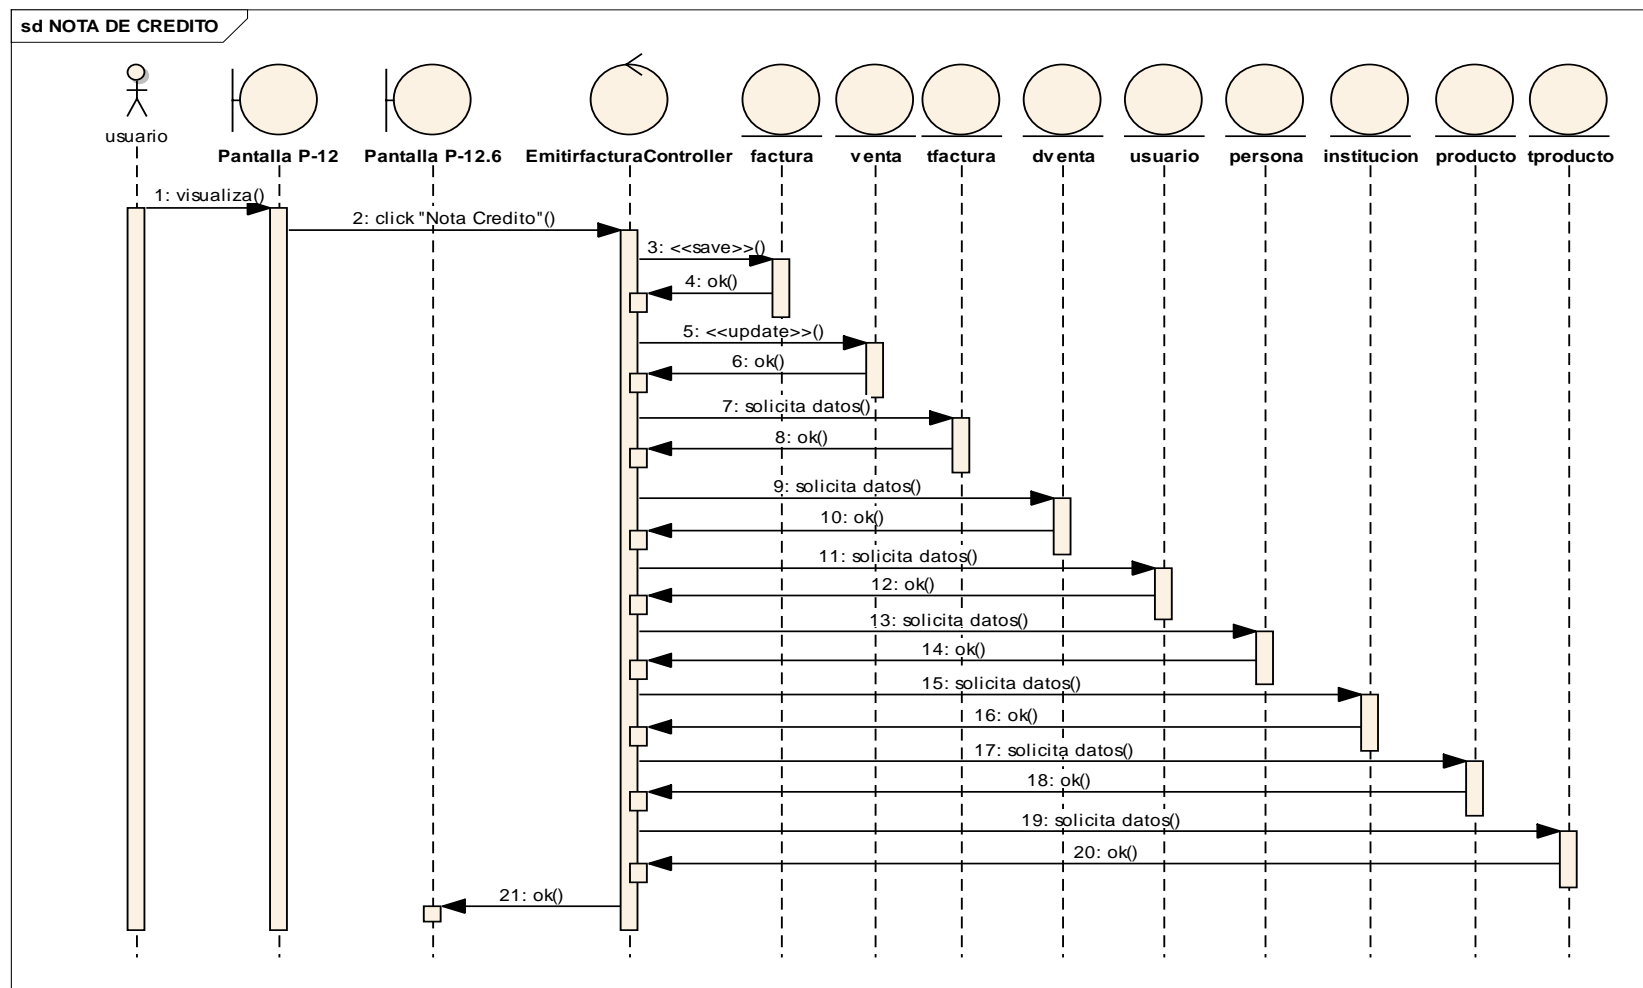 sd NOTA DE CREDITO
usuario
Pantalla P-12
Pantalla P-12.6
EmitirfacturaController
factura
venta
tfactura
dventa
usuario
persona
institucion
producto
tproducto
1: visualiza()
2: click "Nota Credito"()
3: <<save>>()
4: ok()
5: <<update>>()
6: ok()
7: solicita datos()
8: ok()
9: solicita datos()
10: ok()
11: solicita datos()
12: ok()
13: solicita datos()
14: ok()
15: solicita datos()
16: ok()
17: solicita datos()
18: ok()
19: solicita datos()
20: ok()
21: ok()